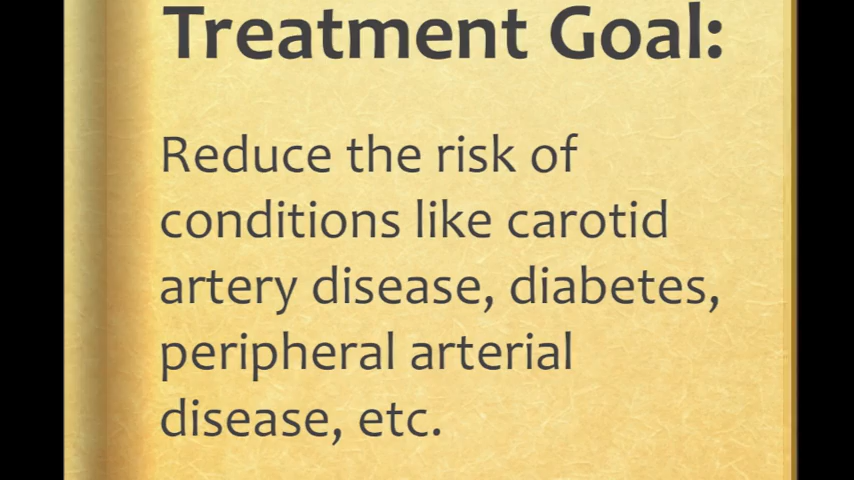 Treatment Goal:
Reduce the risk of
conditions like carotid
artery disease, diabetes,
peripheral arterial
disease, etc.